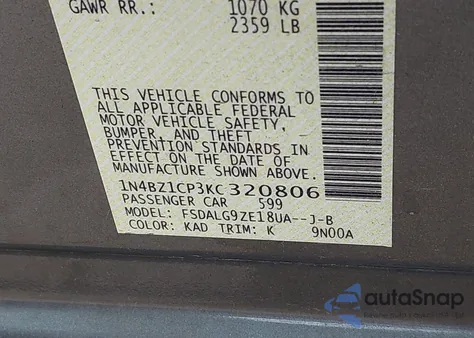 GAWR RR.: 1070 KG
2359 LB
THIS VEHICLE CONFORMS TO
ALL APPLICABLE FEDERAL
MOTOR VEHICLE SAFETY,
BUMPER, AND THEFT
PREVENTION STANDARDS IN
EFFECT ON THE DATE OF
MANUFACTURE SHOWN ABOVE.
1N4BZ1CP3KC320806
PASSENGER CAR 599
MODEL: FSDALG9ZE18UA--J-B
COLOR: KAD TRIM: K 9N00A
autoSnap